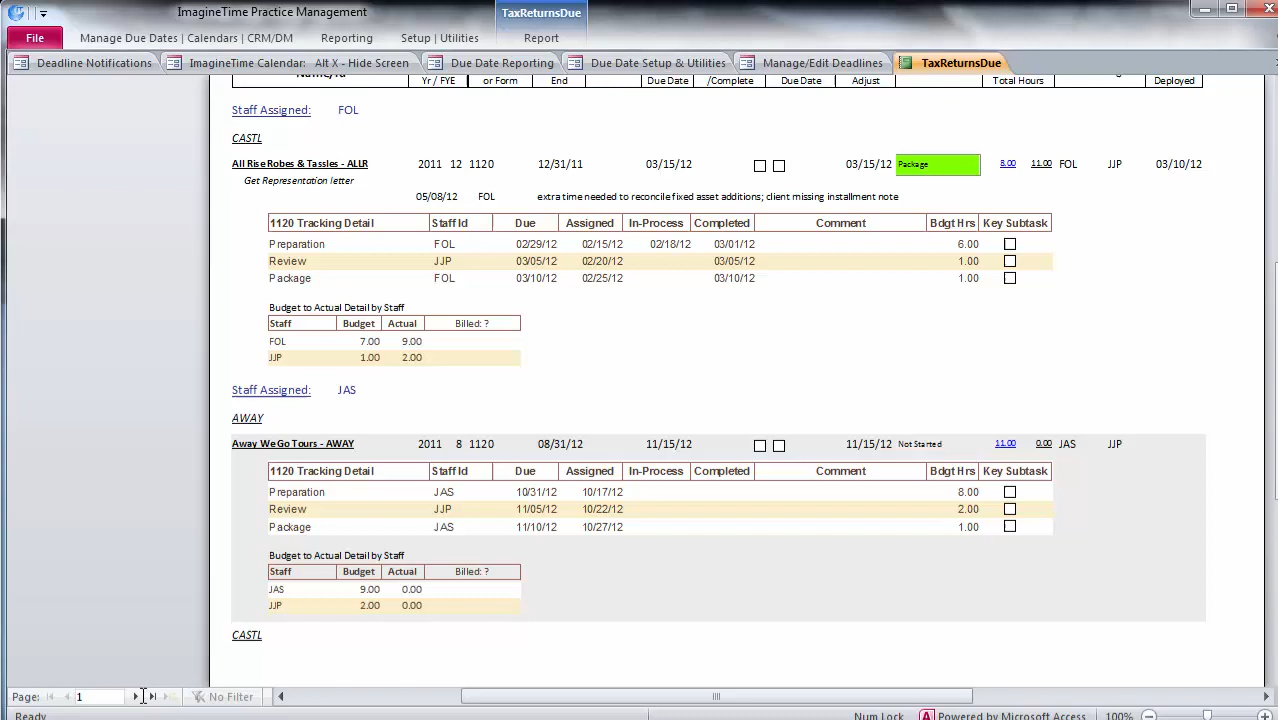 ImagineTime Practice Management TaxReturnsDue
File Manage Due Dates | Calendars | CRM/DM Reporting Setup / Utilities Report
Deadline Notifications ImagineTime Calendar: Alt X - Hide Screen Due Date Reporting Due Date Setup & Utilities Manage/Edit Deadlines TaxReturnsDue
Yr / FYE or Form End Due Date /Complete Due Date Adjust Total Hours Deployed
Staff Assigned: FOL
CASTL
All Rise Robes & Tassles - ALLR 2011 12 1120 12/31/11 03/15/12 03/15/12 Package 8.00 11.00 FOL JJP 03/10/12
Get Representation letter
05/08/12 FOL extra time needed to reconcile fixed asset additions; client missing installment note
1120 Tracking Detail Staff Id Due Assigned In-Process Completed Comment Bdgt Hrs Key Subtask
Preparation FOL 02/29/12 02/15/12 02/18/12 03/01/12 6.00
Review JJP 03/05/12 02/20/12 03/05/12 1.00
Package FOL 03/10/12 02/25/12 03/10/12 1.00
Budget to Actual Detail by Staff
Staff Budget Actual Billed: ?
FOL 7.00 9.00
JJP 1.00 2.00
Staff Assigned: JAS
AWAY
Away We Go Tours - AWAY 2011 8 1120 08/31/12 11/15/12 11/15/12 Not Started 11.00 0.00 JAS JJP
1120 Tracking Detail Staff Id Due Assigned In-Process Completed Comment Bdgt Hrs Key Subtask
Preparation JAS 10/31/12 10/17/12 8.00
Review JJP 11/05/12 10/22/12 2.00
Package JAS 11/10/12 10/27/12 1.00
Budget to Actual Detail by Staff
Staff Budget Actual Billed: ?
JAS 9.00 0.00
JJP 2.00 0.00
CASTL
Page: 1 No Filter
Ready Num Lock Powered by Microsoft Access 100%